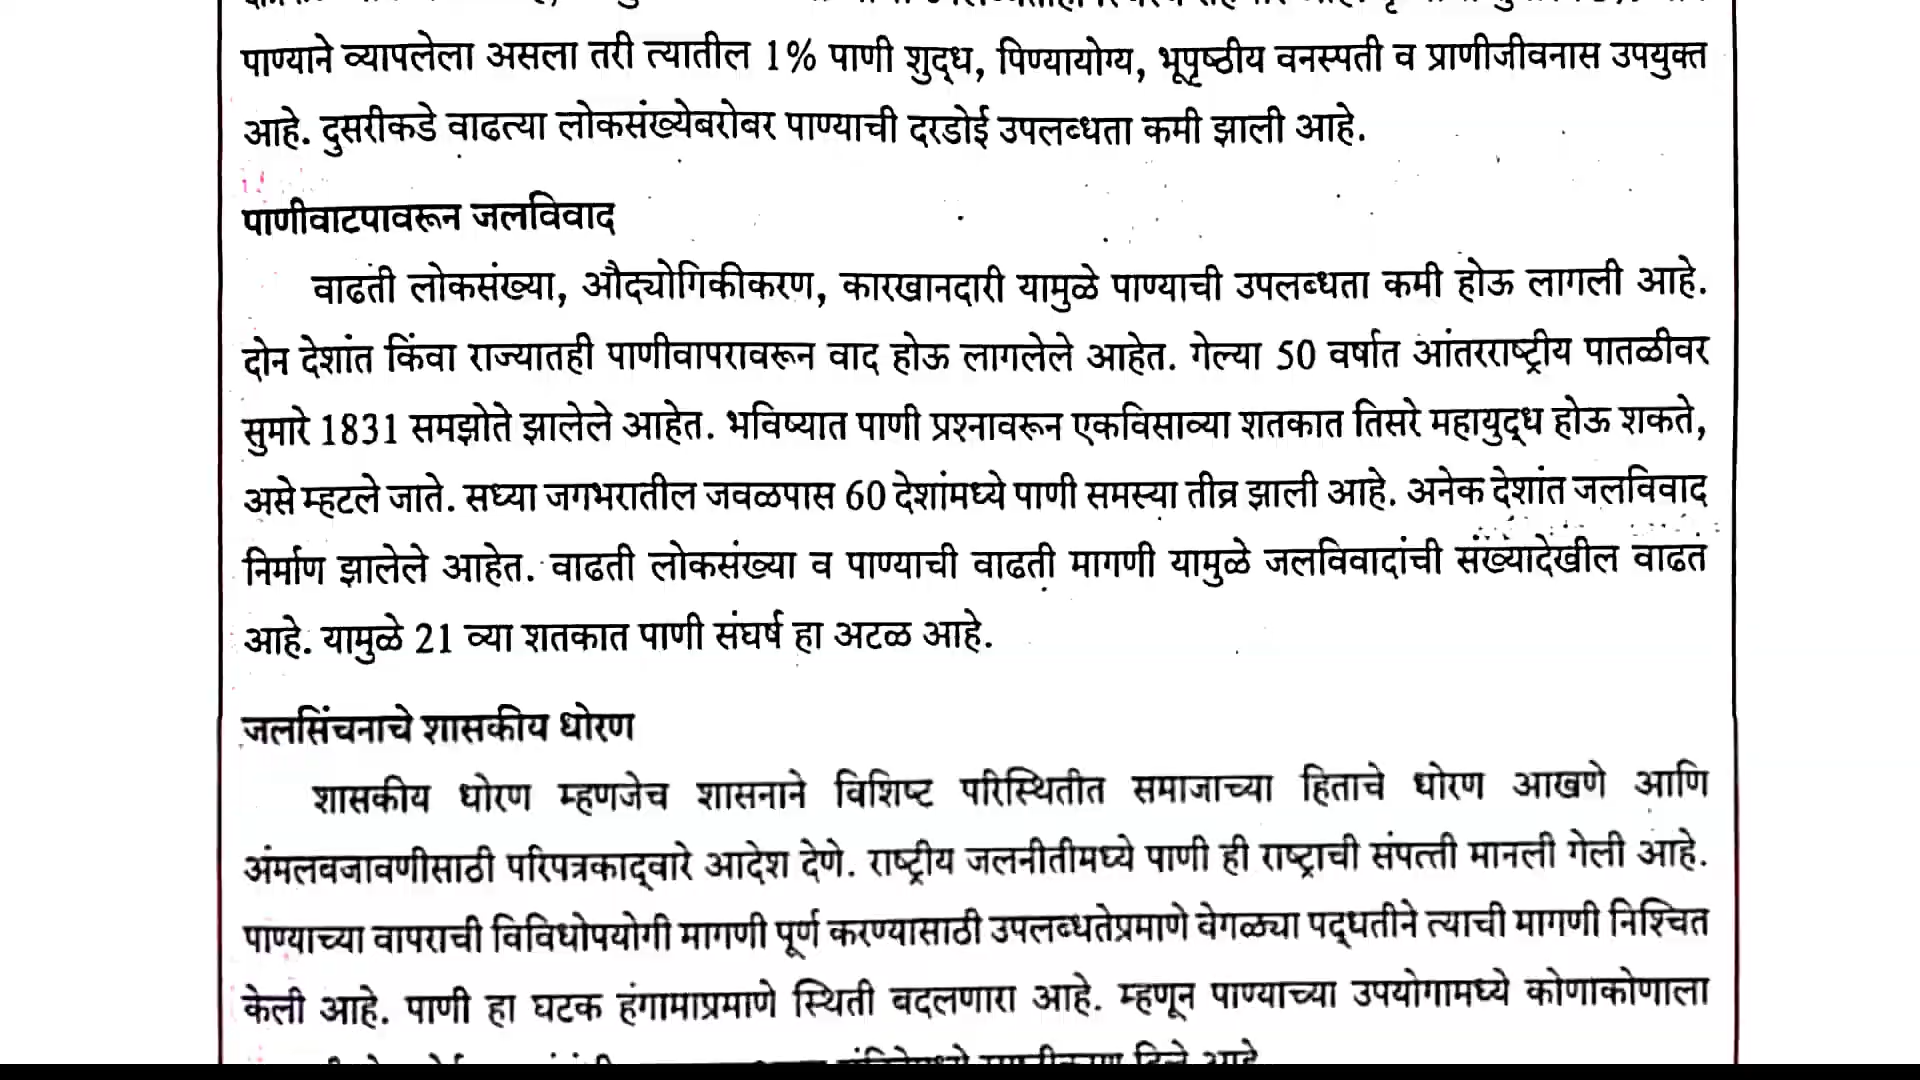 पाण्याने व्यापलेला असला तरी त्यातील 1% पाणी शुद्ध, पिण्यायोग्य, भूपृष्ठीय वनस्पती व प्राणीजीवनास उपयुक्त
आहे. दुसरीकडे वाढत्या लोकसंख्येबरोबर पाण्याची दरडोई उपलब्धता कमी झाली आहे.
पाणीवाटपावरून जलविवाद
वाढती लोकसंख्या, औद्योगिकीकरण, कारखानदारी यामुळे पाण्याची उपलब्धता कमी होऊ लागली आहे.
दोन देशांत किंवा राज्यातही पाणीवापरावरून वाद होऊ लागलेले आहेत. गेल्या 50 वर्षात आंतरराष्ट्रीय पातळीवर
सुमारे 1831 समझोते झालेले आहेत. भविष्यात पाणी प्रश्नावरून एकविसाव्या शतकात तिसरे महायुद्ध होऊ शकते,
असे म्हटले जाते. सध्या जगभरातील जवळपास 60 देशांमध्ये पाणी समस्या तीव्र झाली आहे. अनेक देशांत जलविवाद
निर्माण झालेले आहेत. वाढती लोकसंख्या व पाण्याची वाढती मागणी यामुळे जलविवादांची संख्यादेखील वाढत
आहे. यामुळे 21 व्या शतकात पाणी संघर्ष हा अटळ आहे.
जलसिंचनाचे शासकीय धोरण
शासकीय धोरण म्हणजेच शासनाने विशिष्ट परिस्थितीत समाजाच्या हिताचे धोरण आखणे आणि
अंमलबजावणीसाठी परिपत्रकाद्वारे आदेश देणे. राष्ट्रीय जलनीतीमध्ये पाणी ही राष्ट्राची संपत्ती मानली गेली आहे.
पाण्याच्या वापराची विविधोपयोगी मागणी पूर्ण करण्यासाठी उपलब्धतेप्रमाणे वेगळ्या पद्धतीने त्याची मागणी निश्चित
केली आहे. पाणी हा घटक हंगामाप्रमाणे स्थिती बदलणारा आहे. म्हणून पाण्याच्या उपयोगामध्ये कोणाकोणाला